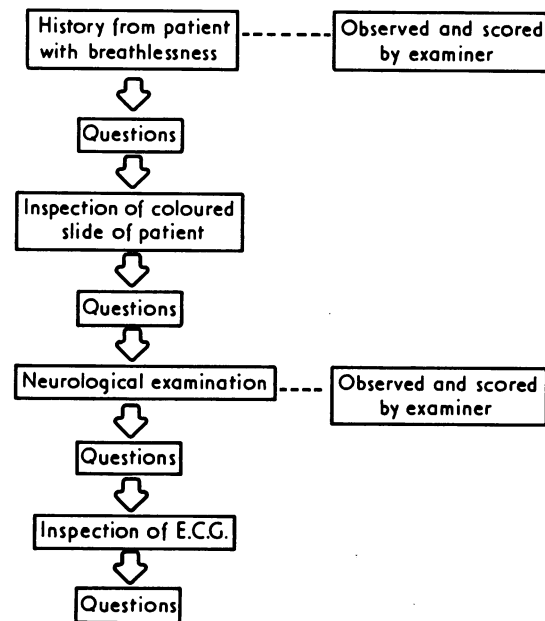 History from patient
with breathlessness
Observed and scored
by examiner
Questions
Inspection of coloured
slide of patient
Questions
Neurological examination
Observed and scored
by examiner
Questions
Inspection of E.C.G.
Questions